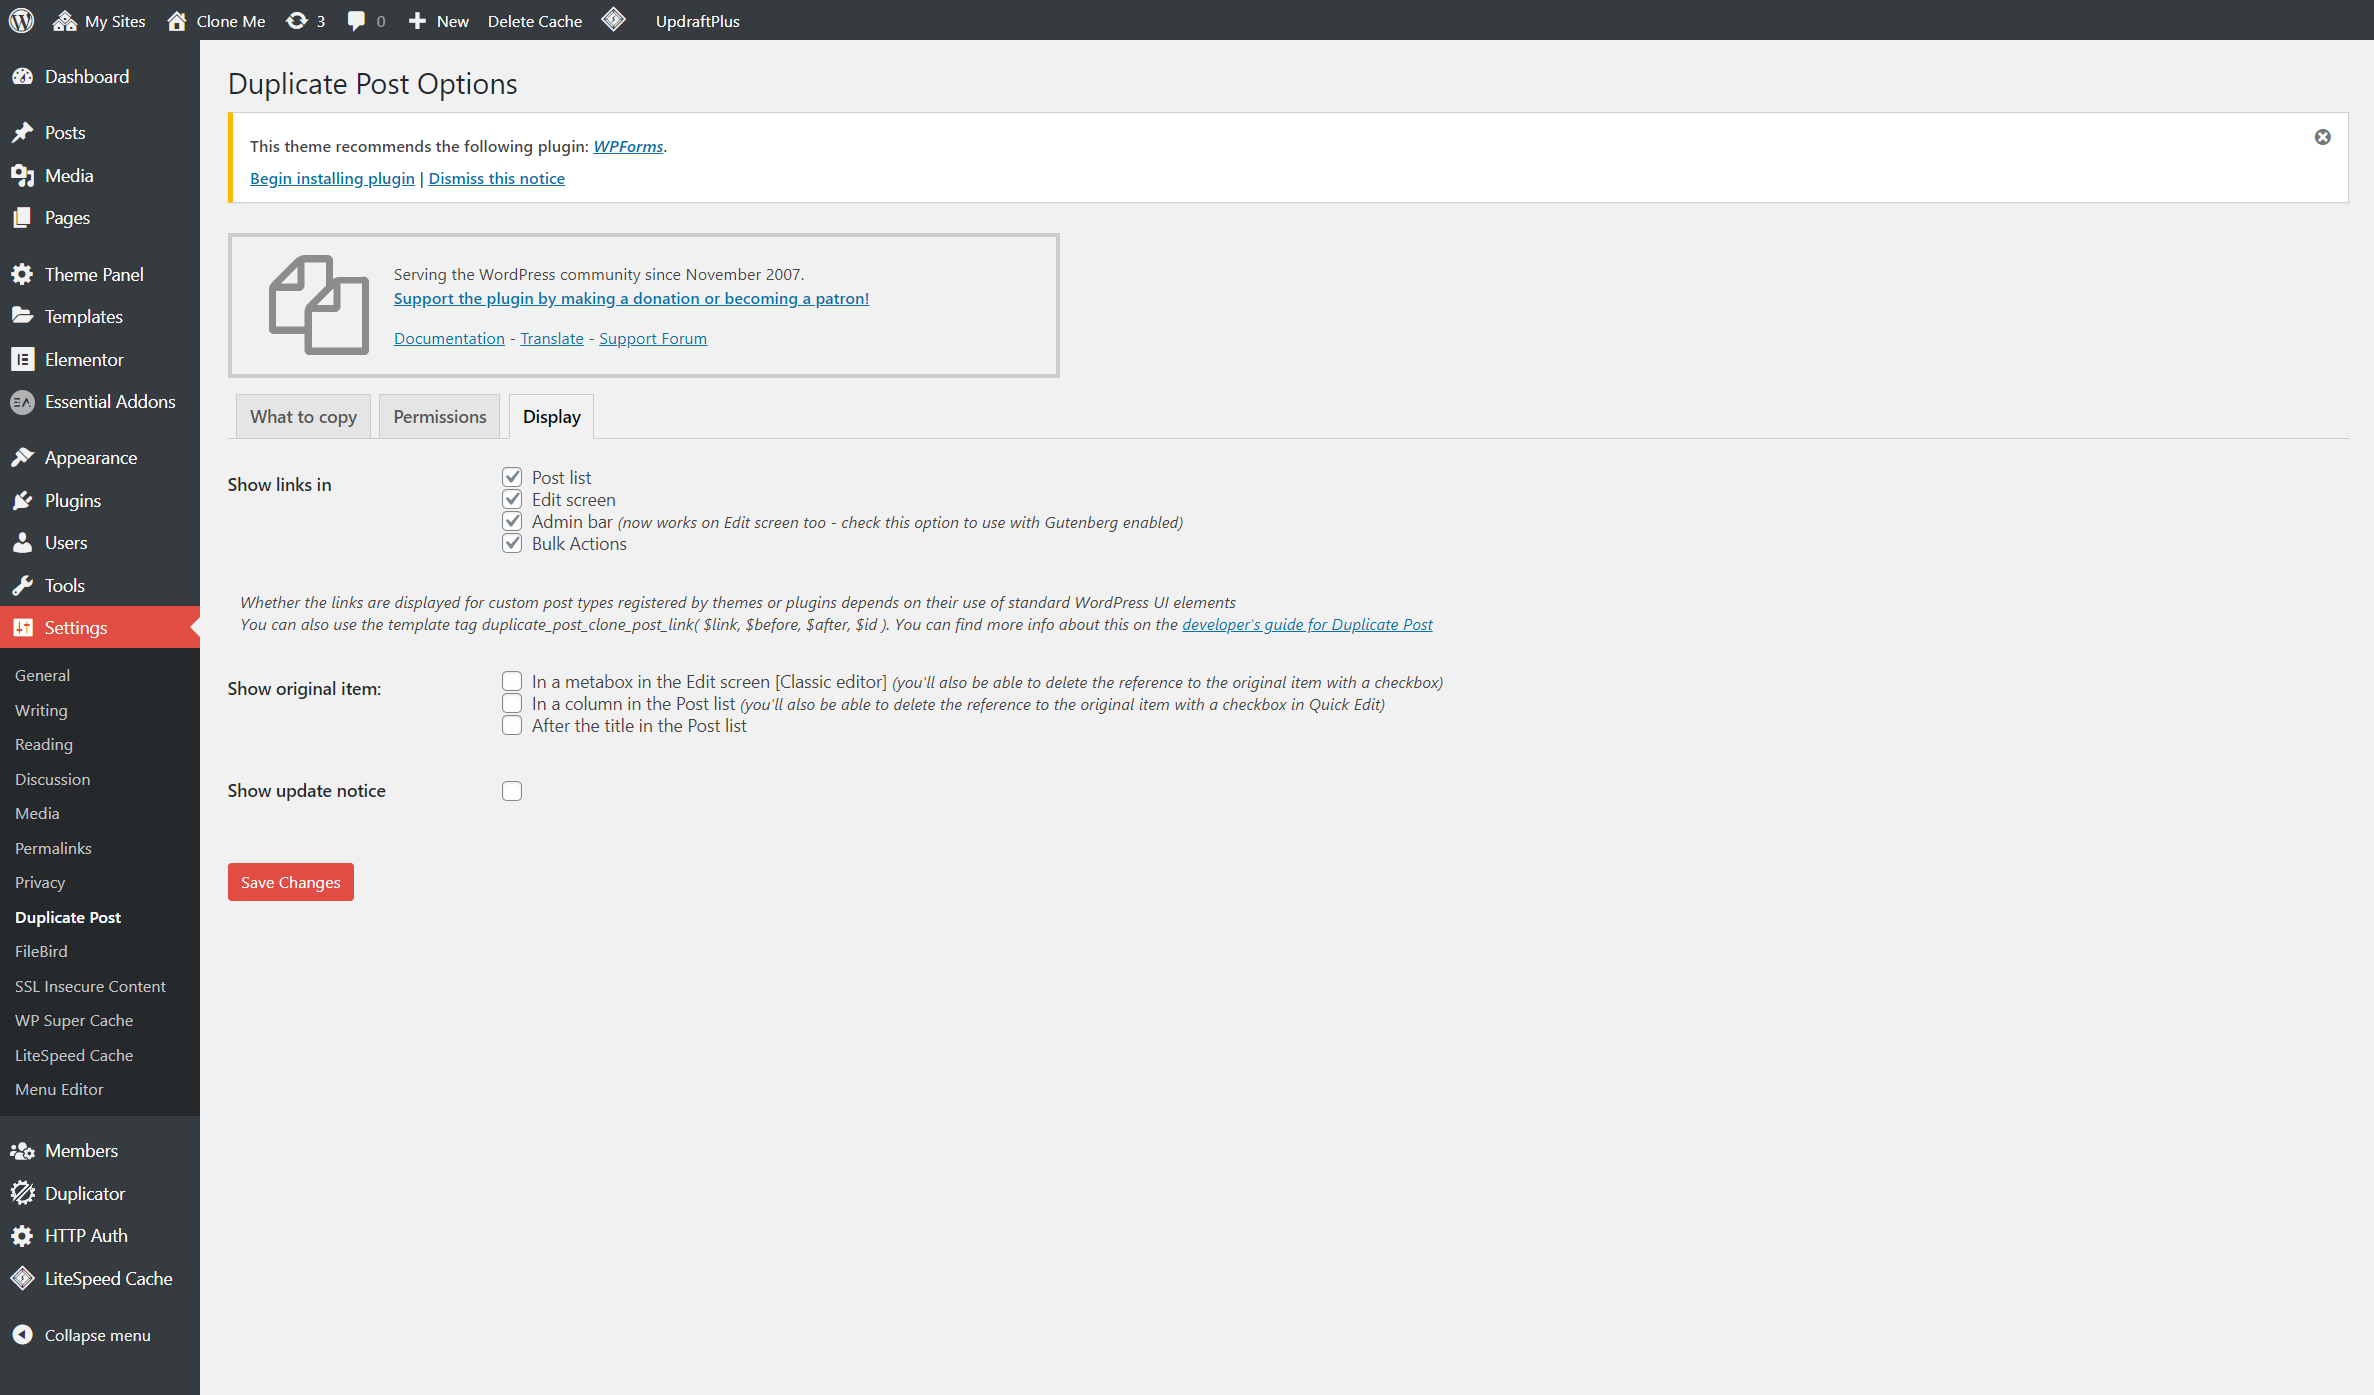 My Sites Clone Me 3 0 New Delete Cache UpdraftPlus
Dashboard
Posts
Media
Pages
Theme Panel
Templates
Elementor
Essential Addons
Appearance
Plugins
Users
Tools
Settings
General
Writing
Reading
Discussion
Media
Permalinks
Privacy
Duplicate Post
FileBird
SSL Insecure Content
WP Super Cache
LiteSpeed Cache
Menu Editor
Members
Duplicator
HTTP Auth
LiteSpeed Cache
Collapse menu
Duplicate Post Options
This theme recommends the following plugin: WPForms.
Begin installing plugin | Dismiss this notice
Serving the WordPress community since November 2007.
Support the plugin by making a donation or becoming a patron!
Documentation - Translate - Support Forum
What to copy Permissions Display
Show links in
Post list
Edit screen
Admin bar (now works on Edit screen too - check this option to use with Gutenberg enabled)
Bulk Actions
Whether the links are displayed for custom post types registered by themes or plugins depends on their use of standard WordPress UI elements
You can also use the template tag duplicate_post_clone_post_link( $link, $before, $after, $id ). You can find more info about this on the developer's guide for Duplicate Post
Show original item:
In a metabox in the Edit screen [Classic editor] (you'll also be able to delete the reference to the original item with a checkbox)
In a column in the Post list (you'll also be able to delete the reference to the original item with a checkbox in Quick Edit)
After the title in the Post list
Show update notice
Save Changes